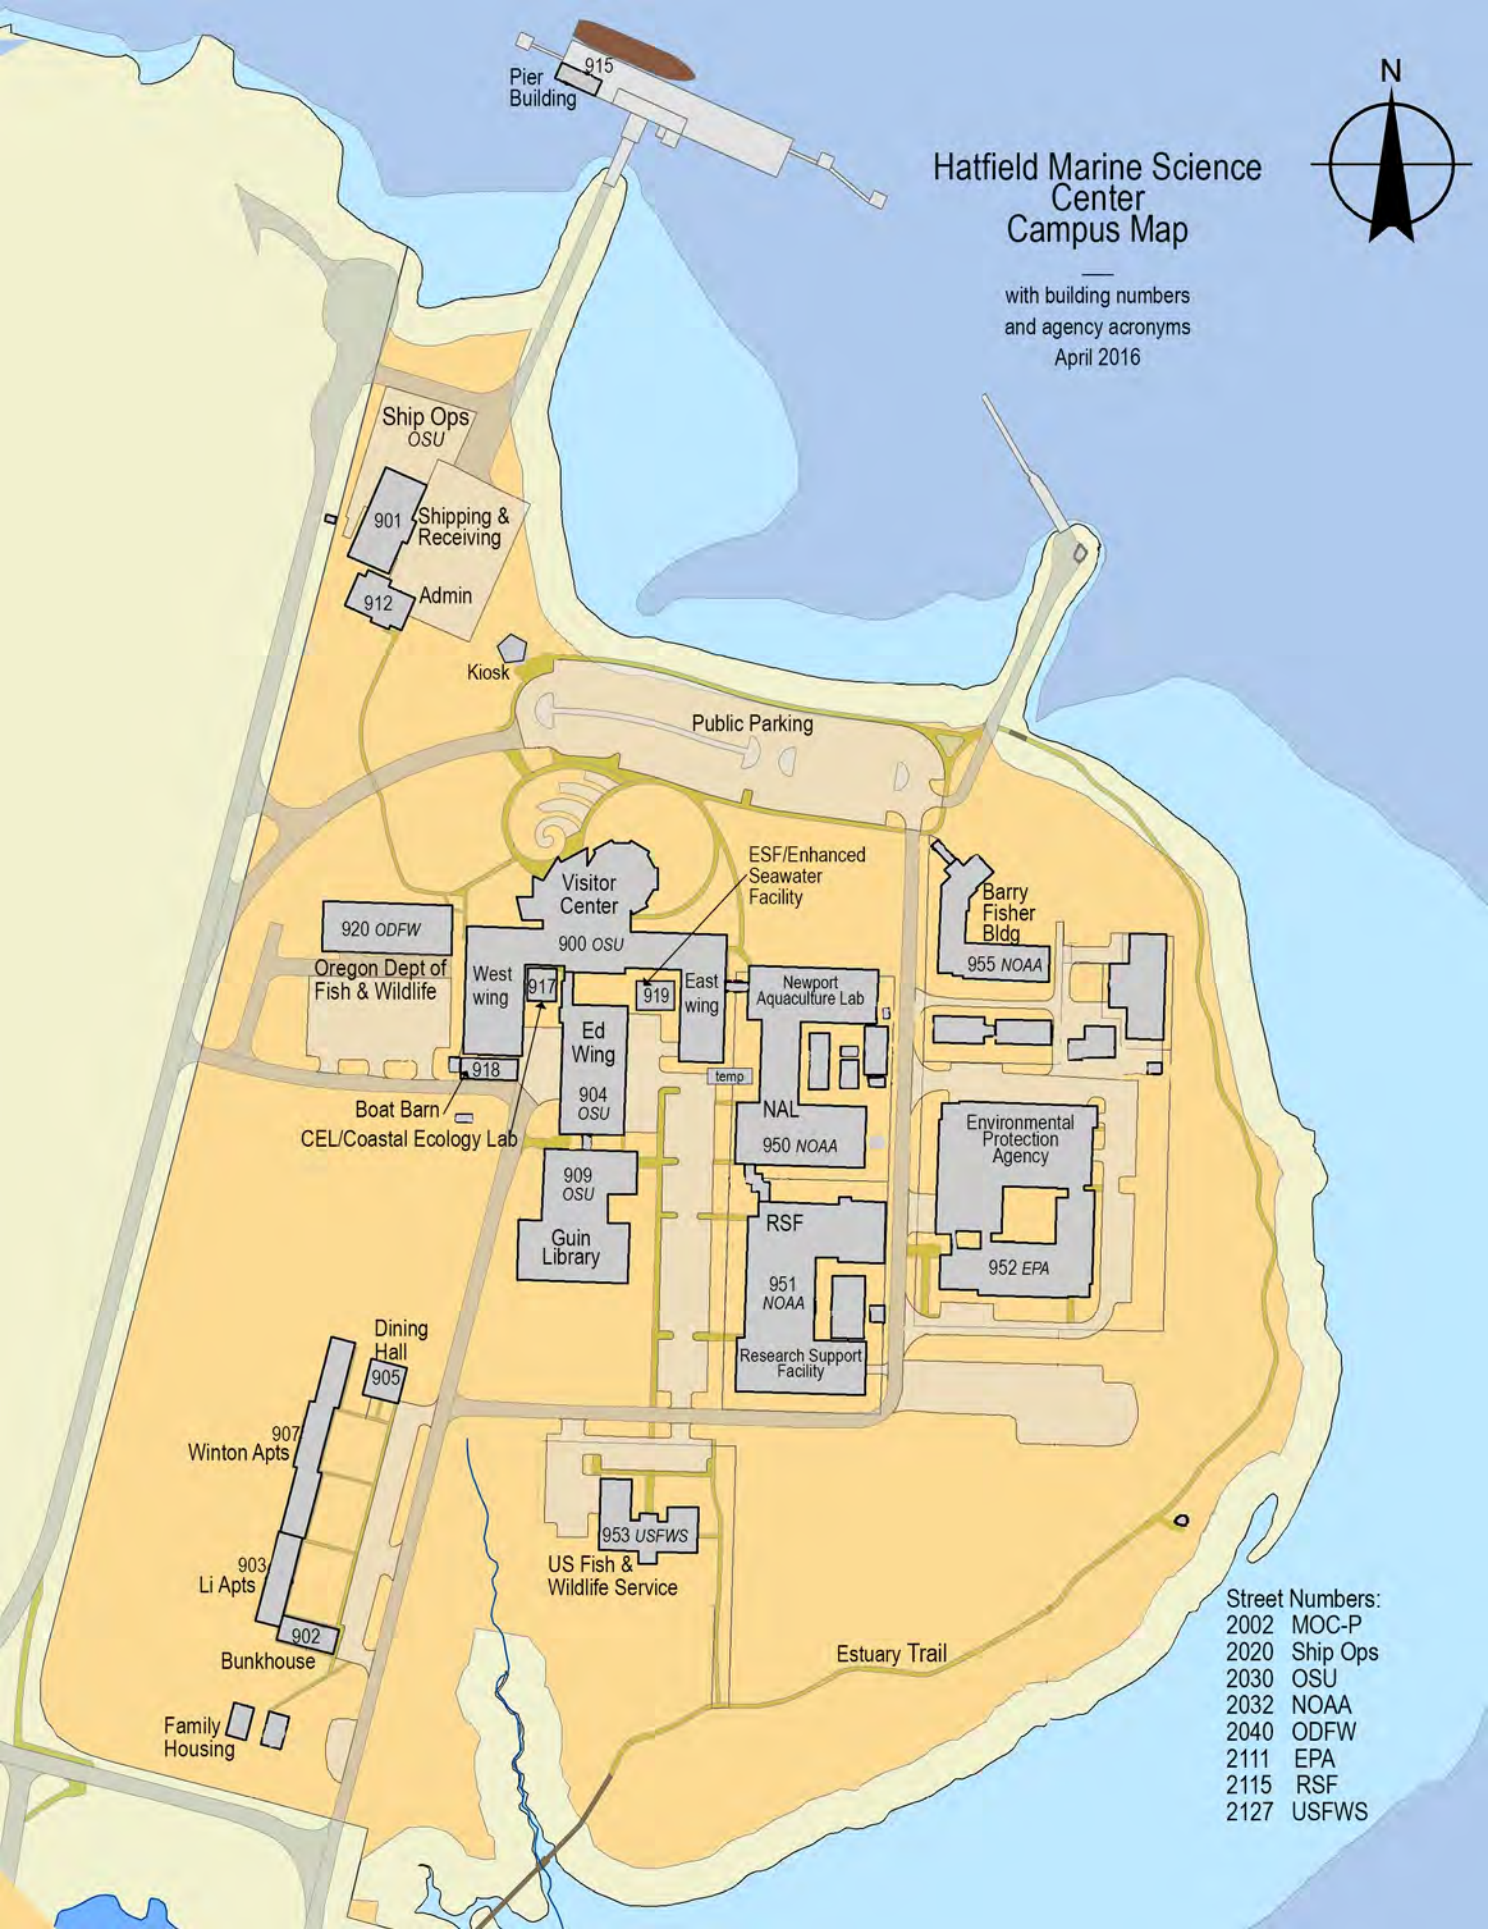 N
915
Pier
Building
Hatfield Marine Science
Center
Campus Map
with building numbers
and agency acronyms
April 2016
Ship Ops
OSU
901
Shipping &
Receiving
912
Admin
Kiosk
Public Parking
ESF/Enhanced
Seawater
Facility
Visitor
Center
Barry
Fisher
Bldg
920 ODFW
900 OSU
955 NOAA
Oregon Dept of
Fish & Wildlife
West
wing
917
919
East
wing
Newport
Aquaculture Lab
Ed
Wing
918
temp
904
OSU
Boat Barn
CEL/Coastal Ecology Lab
NAL
950 NOAA
Environmental
Protection
Agency
909
OSU
Guin
Library
RSF
951
NOAA
952 EPA
Dining
Hall
905
Research Support
Facility
907
Winton Apts
953 USFWS
903
Li Apts
US Fish &
Wildlife Service
902
Bunkhouse
Estuary Trail
Family
Housing
Street Numbers:
2002 MOC-P
2020 Ship Ops
2030 OSU
2032 NOAA
2040 ODFW
2111 EPA
2115 RSF
2127 USFWS